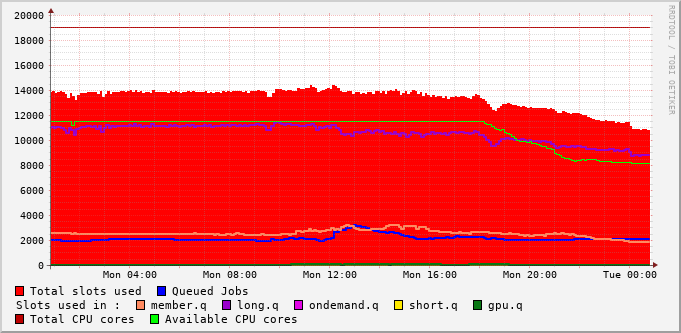 20000
18000
16000
14000
12000
10000
8000
6000
4000
2000
0
Mon 04:00 Mon 08:00 Mon 12:00 Mon 16:00 Mon 20:00 Tue 00:00
RRDTOOL / TOBI OETIKER
Total slots used Queued Jobs
Slots used in : member.q long.q ondemand.q short.q gpu.q
Total CPU cores Available CPU cores